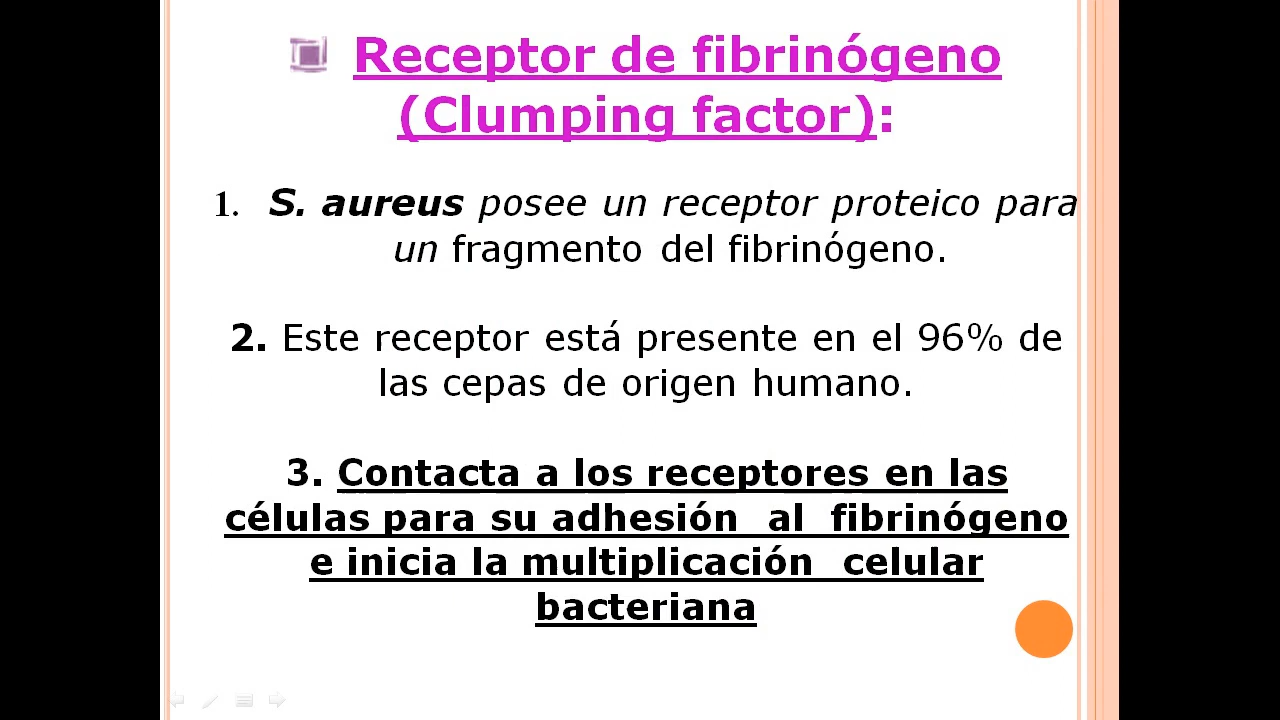 Receptor de fibrinógeno
(Clumping factor):
1. S. aureus posee un receptor proteico para
un fragmento del fibrinógeno.
2. Este receptor está presente en el 96% de
las cepas de origen humano.
3. Contacta a los receptores en las
células para su adhesión al fibrinógeno
e inicia la multiplicación celular
bacteriana